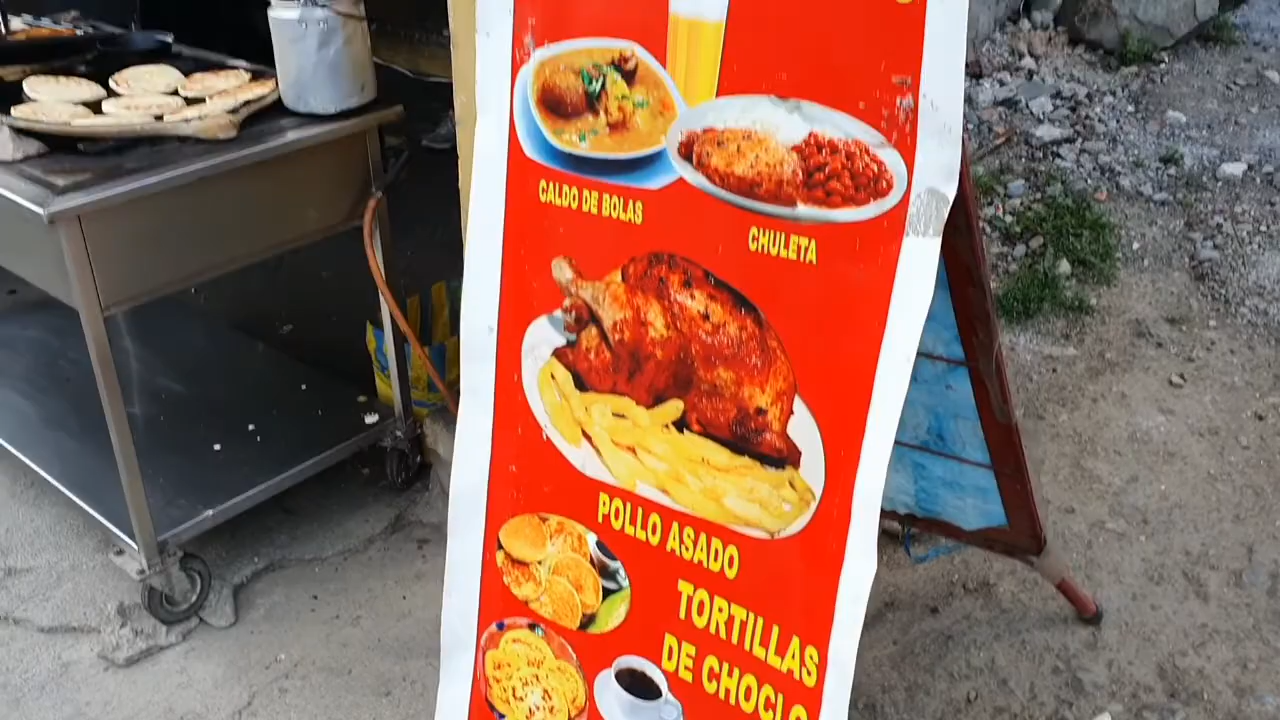 CALDO DE BOLAS
CHULETA
POLLO ASADO
TORTILLAS
DE CHOCLO